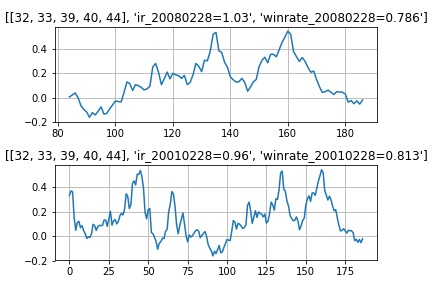 [[32, 33, 39, 40, 44], 'ir_20080228=1.03', 'winrate_20080228=0.786']
0.4
0.2
0.0
−0.2
80 100 120 140 160 180
[[32, 33, 39, 40, 44], 'ir_20010228=0.96', 'winrate_20010228=0.813']
0.4
0.2
0.0
−0.2
0 25 50 75 100 125 150 175